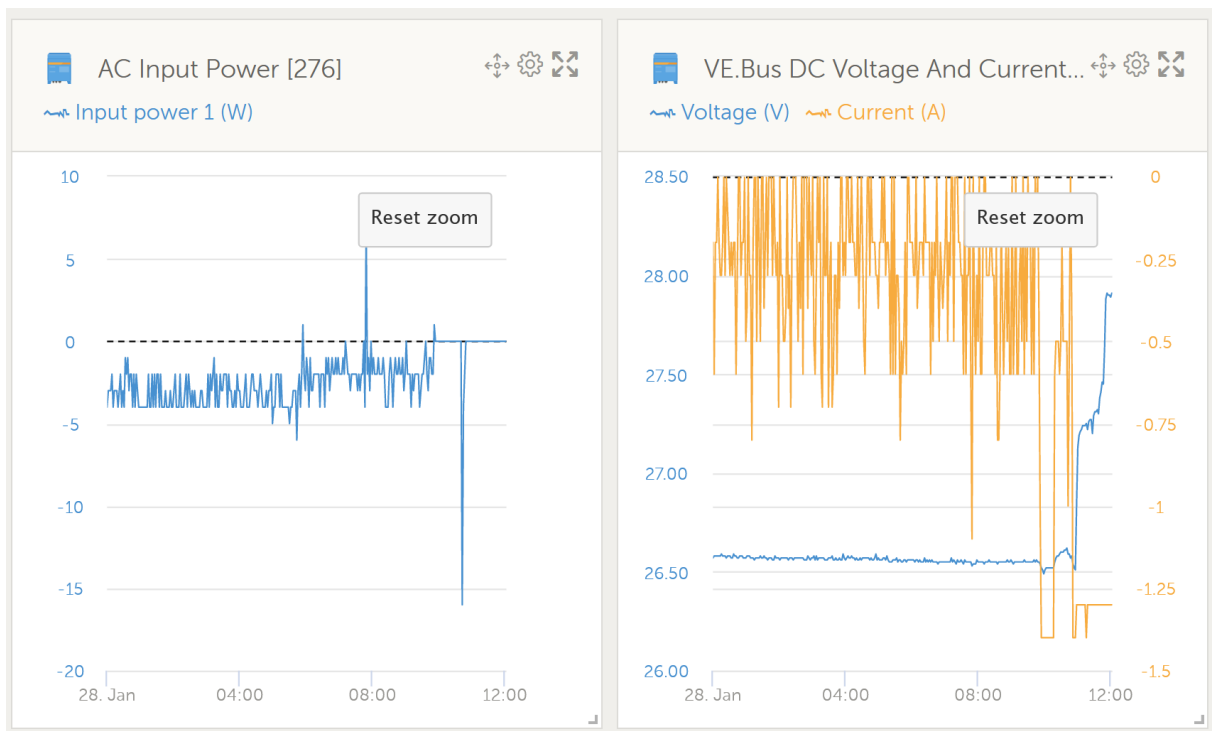 AC Input Power [276]
Input power 1 (W)
10
5
0
-5
-10
-15
-20
28. Jan 04:00 08:00 12:00
Reset zoom
VE.Bus DC Voltage And Current...
Voltage (V) Current (A)
28.50
28.00
27.50
27.00
26.50
26.00
0
-0.25
-0.5
-0.75
-1
-1.25
-1.5
28. Jan 04:00 08:00 12:00
Reset zoom